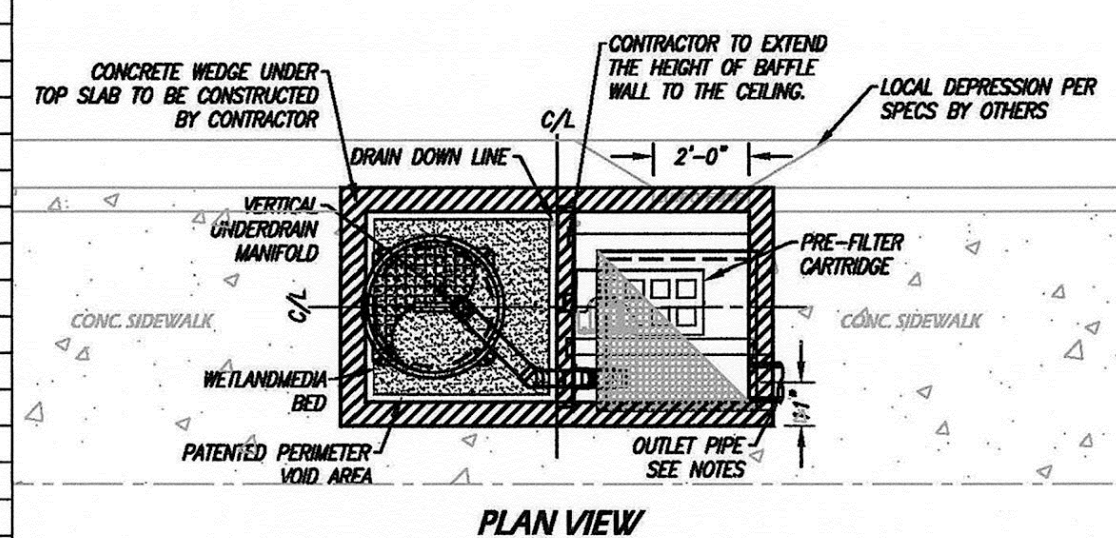 CONCRETE WEDGE UNDER
TOP SLAB TO BE CONSTRUCTED
BY CONTRACTOR
CONTRACTOR TO EXTEND
THE HEIGHT OF BAFFLE
WALL TO THE CEILING.
LOCAL DEPRESSION PER
SPECS BY OTHERS
C/L
2'-0"
DRAIN DOWN LINE
VERTICAL
UNDERDRAIN
MANIFOLD
PRE-FILTER
CARTRIDGE
C/L
CONC. SIDEWALK
CONC. SIDEWALK
WETLANDMEDIA
BED
PATENTED PERIMETER
VOID AREA
OUTLET PIPE
SEE NOTES
PLAN VIEW